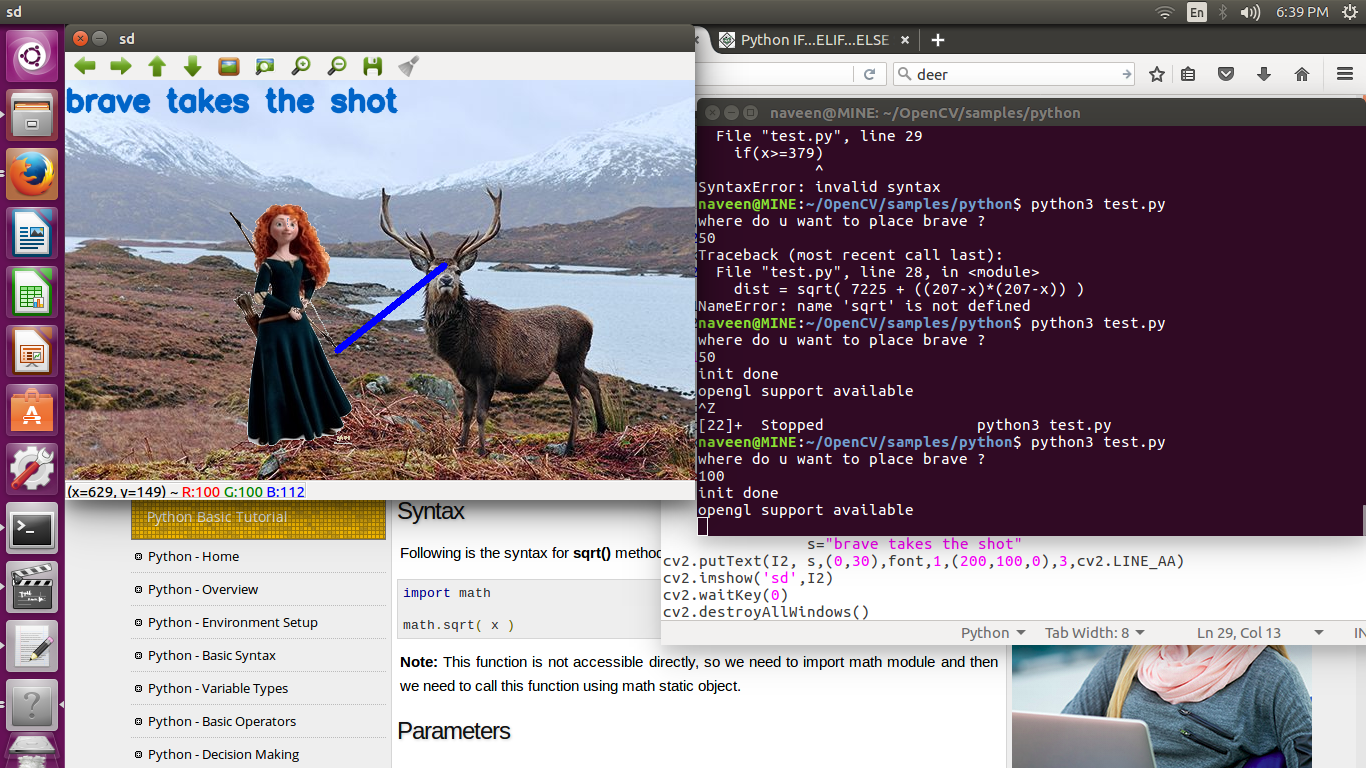 sd
En
6:39 PM
sd
brave takes the shot
(x=629, y=149) ~ R:100 G:100 B:112
Python IF...ELIF...ELSE
deer
naveen@MINE: ~/OpenCV/samples/python
File "test.py", line 29
if(x>=379)
^
SyntaxError: invalid syntax
naveen@MINE:~/OpenCV/samples/python$ python3 test.py
where do u want to place brave ?
50
Traceback (most recent call last):
File "test.py", line 28, in <module>
dist = sqrt( 7225 + ((207-x)*(207-x)) )
NameError: name 'sqrt' is not defined
naveen@MINE:~/OpenCV/samples/python$ python3 test.py
where do u want to place brave ?
50
init done
opengl support available
^Z
[22]+  Stopped                 python3 test.py
naveen@MINE:~/OpenCV/samples/python$ python3 test.py
where do u want to place brave ?
100
init done
opengl support available
s="brave takes the shot"
cv2.putText(I2, s,(0,30),font,1,(200,100,0),3,cv2.LINE_AA)
cv2.imshow('sd',I2)
cv2.waitKey(0)
cv2.destroyAllWindows()
Python
Tab Width: 8
Ln 29, Col 13
IN
Python Basic Tutorial
Python - Home
Python - Overview
Python - Environment Setup
Python - Basic Syntax
Python - Variable Types
Python - Basic Operators
Python - Decision Making
Syntax
Following is the syntax for sqrt() method
import math
math.sqrt( x )
Note: This function is not accessible directly, so we need to import math module and then
we need to call this function using math static object.
Parameters